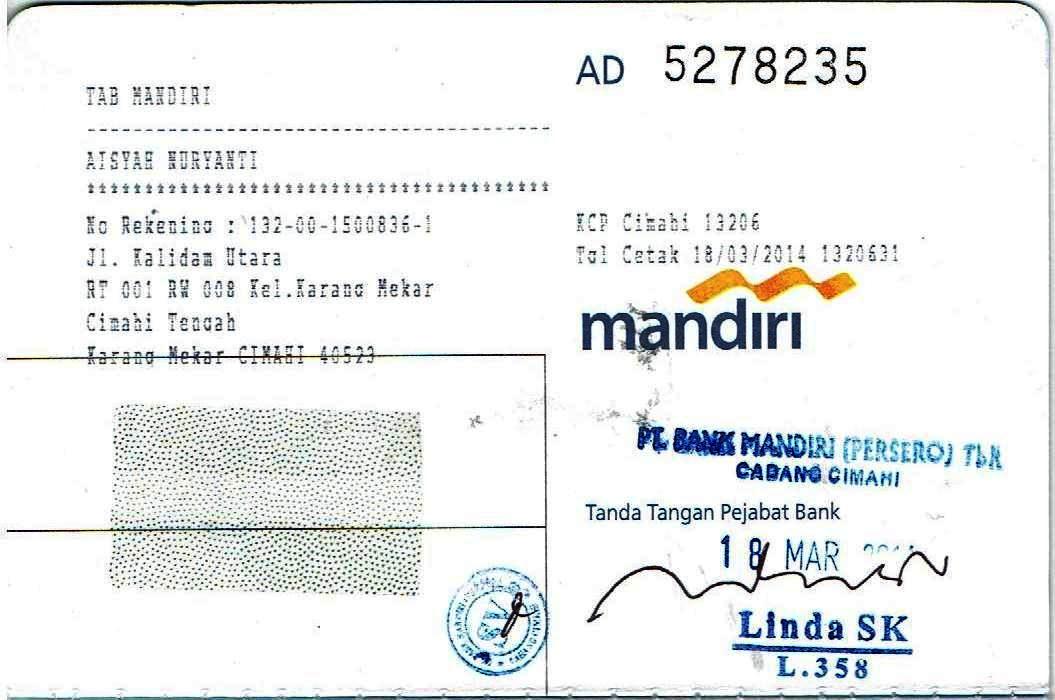 AD 5278235
TAB MANDIRI
----------------------------------------
AISYAH NURYANTI
****************************************
No Rekening : 132-00-1500836-1
Jl. Kalidam Utara
RT 001 RW 008 Kel.Karang Mekar
Cimahi Tengah
Karang Mekar CIMAHI 40523
KCP Cimahi 13206
Tgl Cetak 18/03/2014 1320631
mandiri
PT. BANK MANDIRI (PERSERO) Tbk
CABANG CIMAHI
Tanda Tangan Pejabat Bank
18 MAR
Linda SK
L.358